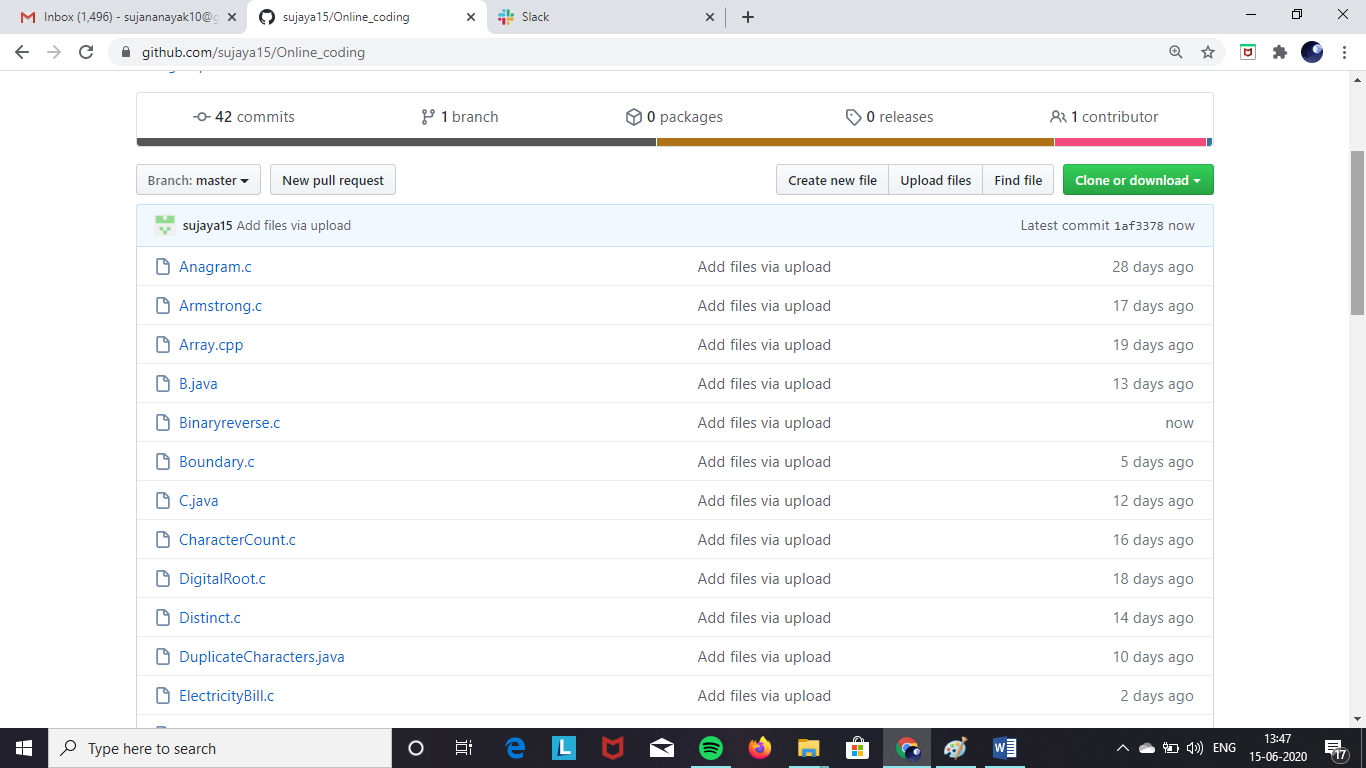 Inbox (1,496) - sujananayak10@g
sujaya15/Online_coding
Slack
github.com/sujaya15/Online_coding
42 commits
1 branch
0 packages
0 releases
1 contributor
Branch: master
New pull request
Create new file
Upload files
Find file
Clone or download
sujaya15 Add files via upload
Latest commit 1af3378 now
Anagram.c Add files via upload 28 days ago
Armstrong.c Add files via upload 17 days ago
Array.cpp Add files via upload 19 days ago
B.java Add files via upload 13 days ago
Binaryreverse.c Add files via upload now
Boundary.c Add files via upload 5 days ago
C.java Add files via upload 12 days ago
CharacterCount.c Add files via upload 16 days ago
DigitalRoot.c Add files via upload 18 days ago
Distinct.c Add files via upload 14 days ago
DuplicateCharacters.java Add files via upload 10 days ago
ElectricityBill.c Add files via upload 2 days ago
Type here to search
ENG
13:47
15-06-2020
17